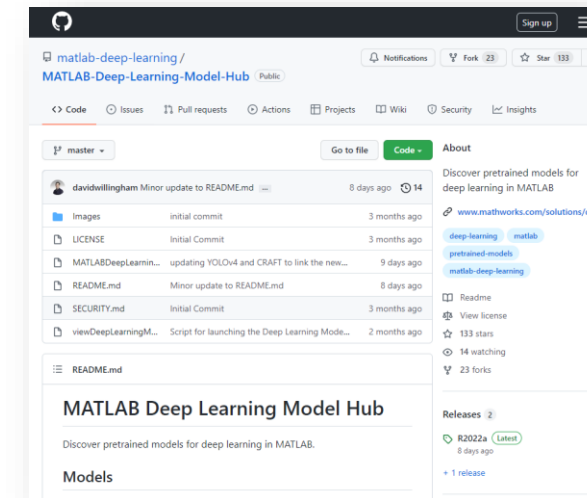 Sign up
matlab-deep-learning /
MATLAB-Deep-Learning-Model-Hub Public
Notifications Fork 23 Star 133
Code Issues Pull requests Actions Projects Wiki Security Insights
master Go to file Code
davidwillingham Minor update to README.md ... 8 days ago 14
Images initial commit 3 months ago
LICENSE Initial Commit 3 months ago
MATLABDeepLearnin... updating YOLOv4 and CRAFT to link the new... 9 days ago
README.md Minor update to README.md 8 days ago
SECURITY.md Initial Commit 3 months ago
viewDeepLearningM... Script for launching the Deep Learning Mode... 2 months ago
README.md
MATLAB Deep Learning Model Hub
Discover pretrained models for deep learning in MATLAB.
Models
About
Discover pretrained models for
deep learning in MATLAB
www.mathworks.com/solutions/
deep-learning matlab
pretrained-models
matlab-deep-learning
Readme
View license
133 stars
14 watching
23 forks
Releases 2
R2022a Latest
8 days ago
+ 1 release